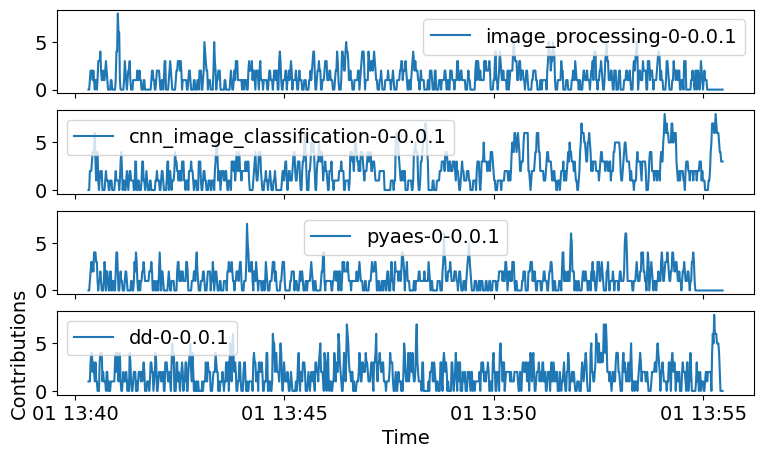 5
0
image_processing-0-0.0.1
5
0
cnn_image_classification-0-0.0.1
5
0
pyaes-0-0.0.1
5
0
dd-0-0.0.1
Contributions
01 13:40 01 13:45 01 13:50 01 13:55
Time